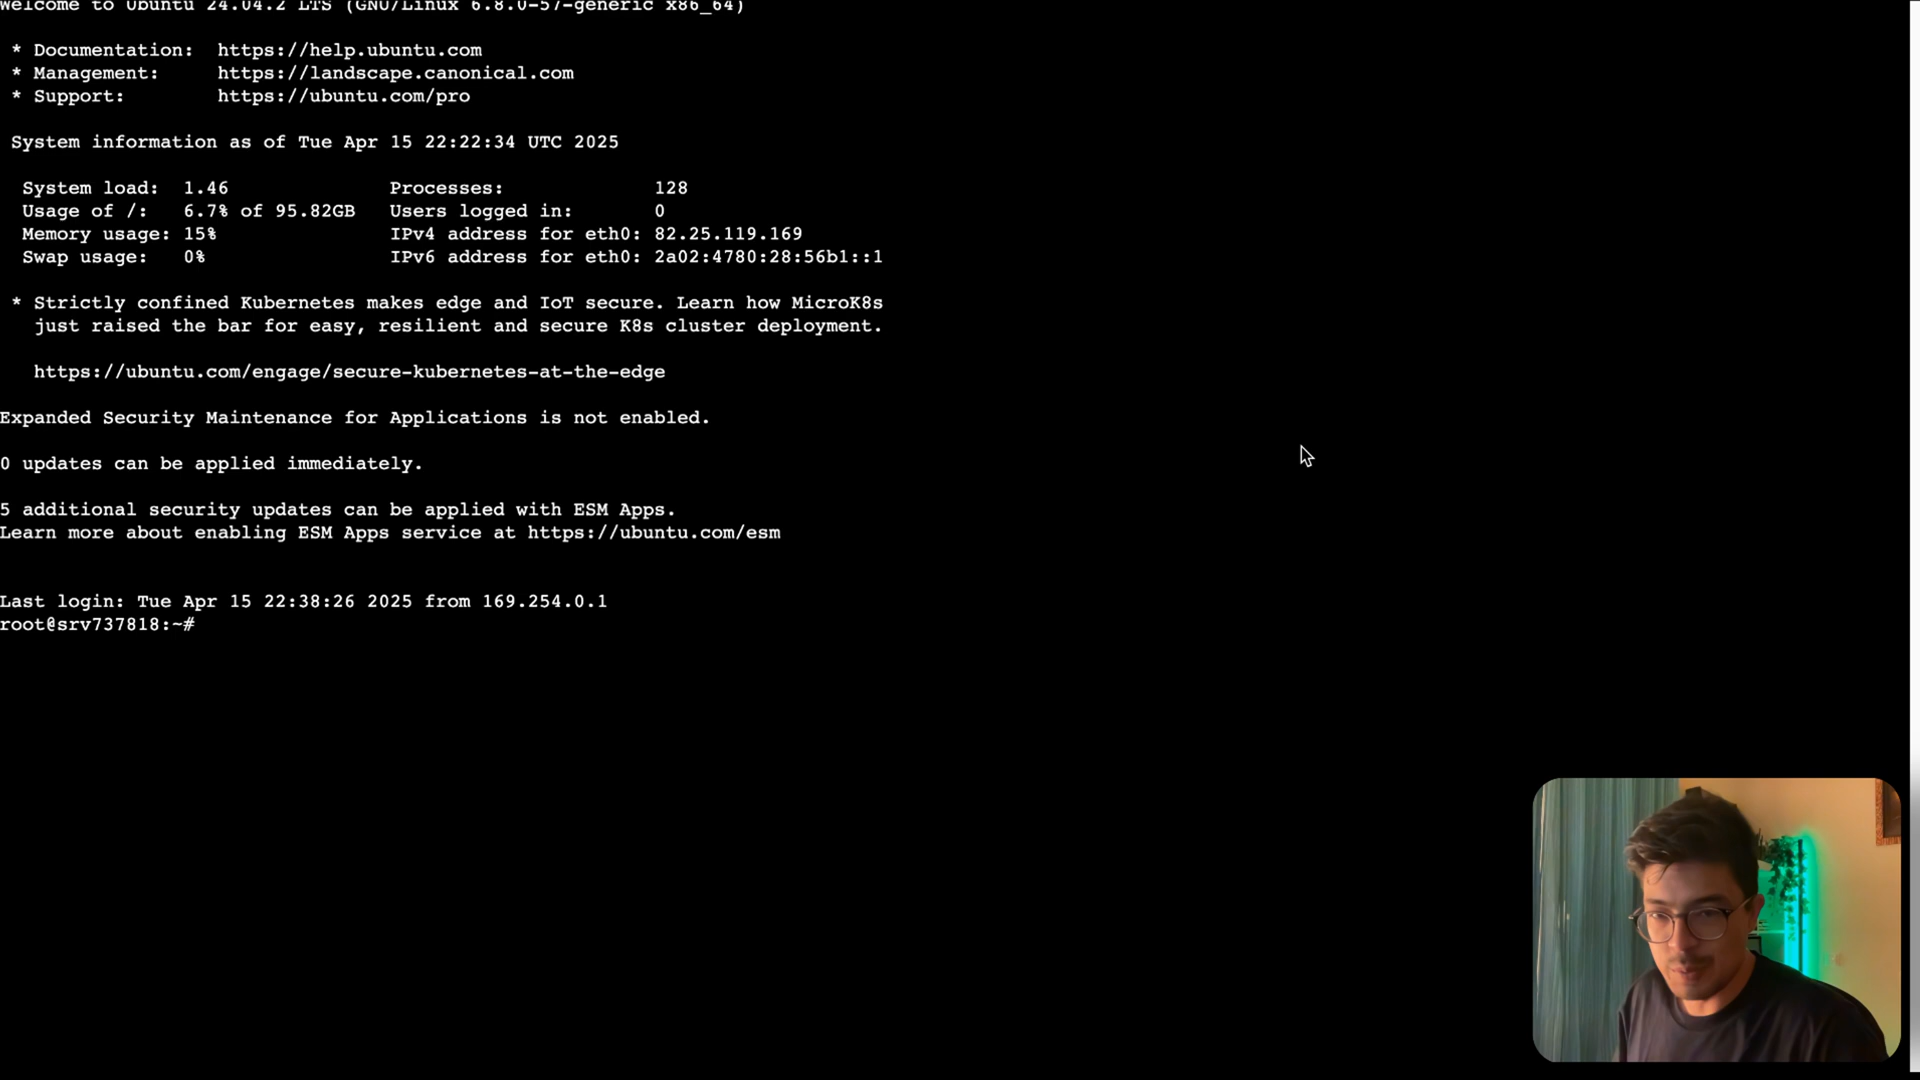 Welcome to Ubuntu 24.04.2 LTS (GNU/Linux 6.8.0-57-generic x86_64)
* Documentation:  https://help.ubuntu.com
* Management:     https://landscape.canonical.com
* Support:        https://ubuntu.com/pro
System information as of Tue Apr 15 22:22:34 UTC 2025
System load:  1.46              Processes:             128
Usage of /:   6.7% of 95.82GB   Users logged in:       0
Memory usage: 15%               IPv4 address for eth0: 82.25.119.169
Swap usage:   0%                IPv6 address for eth0: 2a02:4780:28:56b1::1
* Strictly confined Kubernetes makes edge and IoT secure. Learn how MicroK8s
just raised the bar for easy, resilient and secure K8s cluster deployment.
https://ubuntu.com/engage/secure-kubernetes-at-the-edge
Expanded Security Maintenance for Applications is not enabled.
0 updates can be applied immediately.
5 additional security updates can be applied with ESM Apps.
Learn more about enabling ESM Apps service at https://ubuntu.com/esm
Last login: Tue Apr 15 22:38:26 2025 from 169.254.0.1
root@srv737818:~#